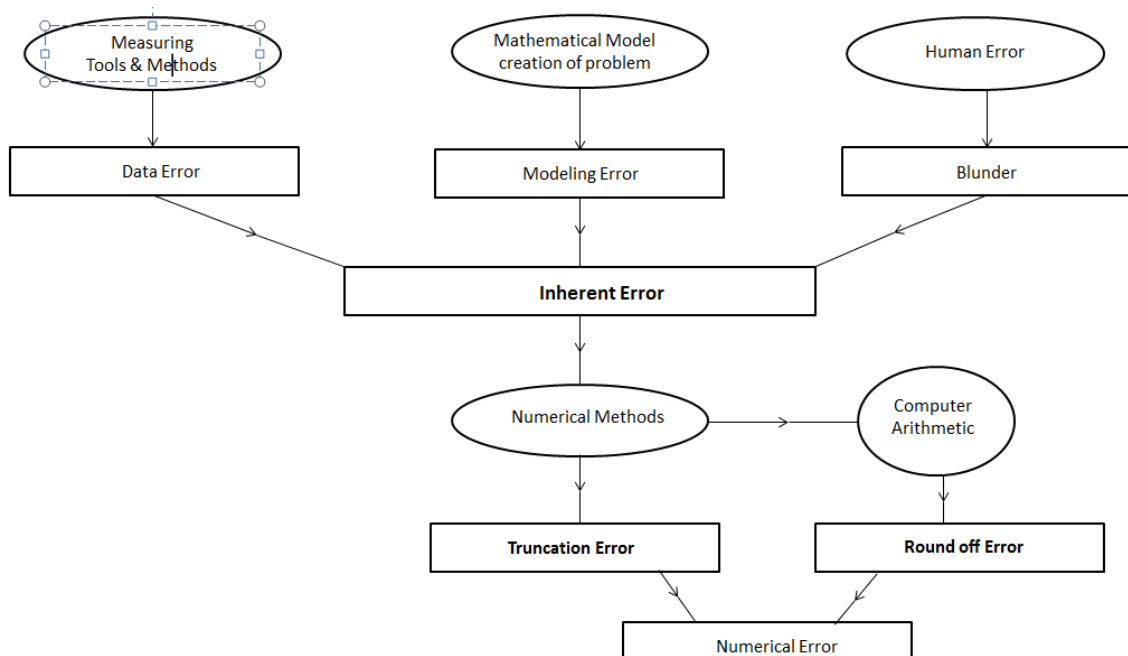 Measuring
Tools & Methods
Mathematical Model
creation of problem
Human Error
Data Error
Modeling Error
Blunder
Inherent Error
Numerical Methods
Computer
Arithmetic
Truncation Error
Round off Error
Numerical Error